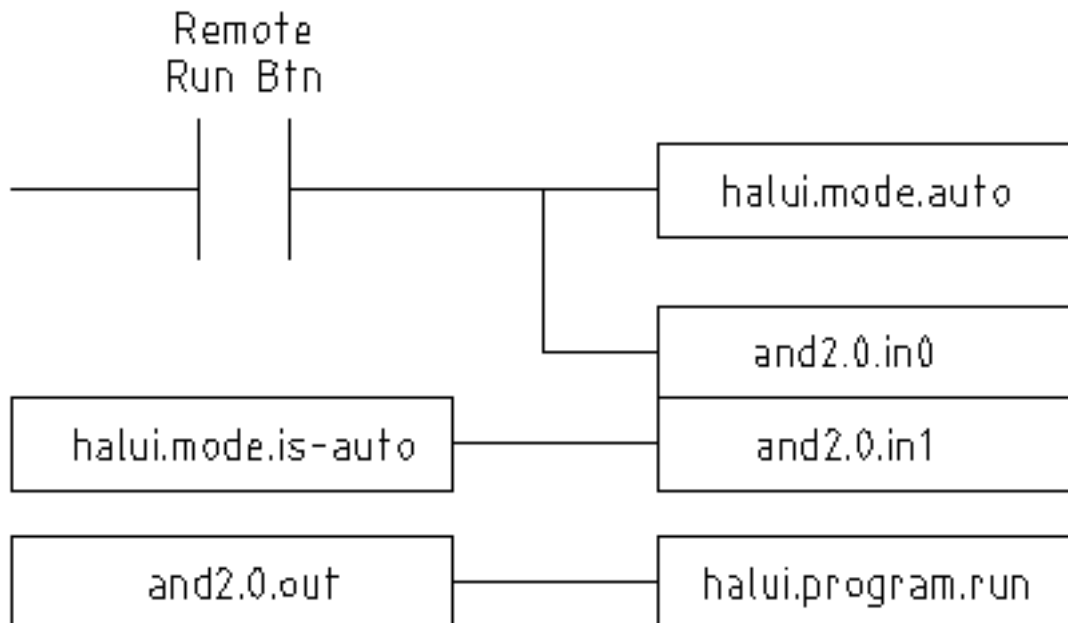 Remote
Run Btn
halui.mode.auto
and2.0.in0
halui.mode.is-auto
and2.0.in1
and2.0.out
halui.program.run